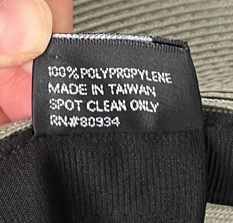 100% POLYPROPYLENE
MADE IN TAIWAN
SPOT CLEAN ONLY
RN#80934